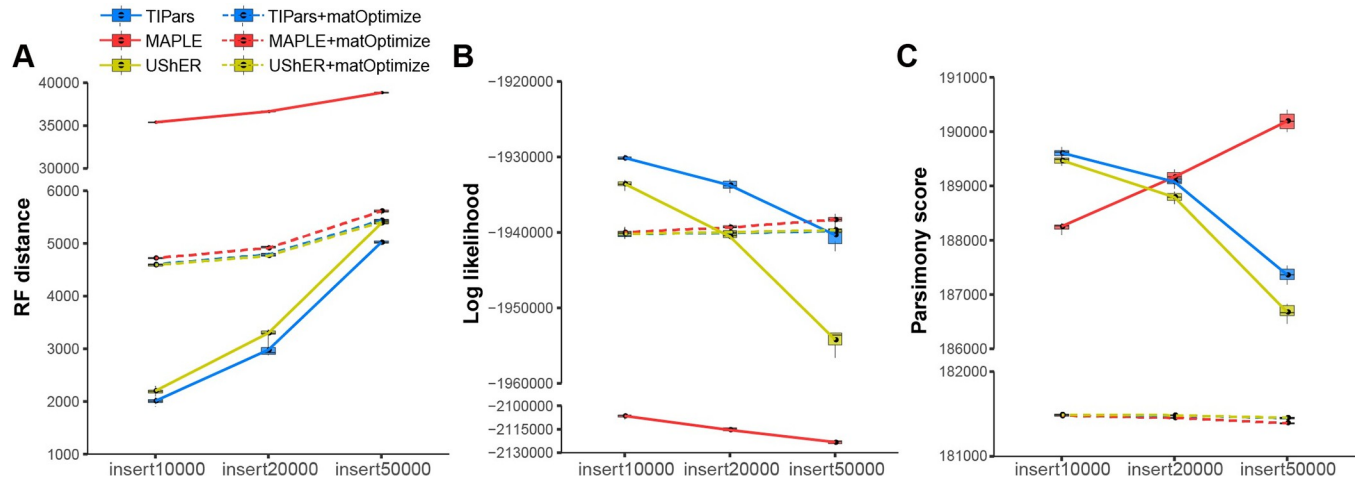 TIPars TIPars+matOptimize
MAPLE MAPLE+matOptimize
UShER UShER+matOptimize
A
RF distance
40000
35000
30000
6000
5000
4000
3000
2000
1000
insert10000 insert20000 insert50000
B
Log likelihood
−1920000
−1930000
−1940000
−1950000
−1960000
−2100000
−2115000
−2130000
insert10000 insert20000 insert50000
C
Parsimony score
191000
190000
189000
188000
187000
186000
182000
181000
insert10000 insert20000 insert50000